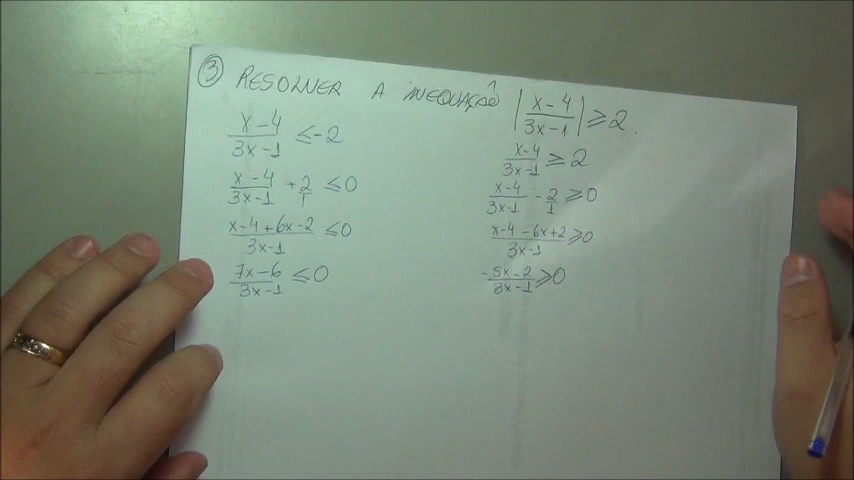 ③ RESOLVER A INEQUAÇÃO |x-4/3x-1| ≥ 2.
x-4/3x-1 ≤ -2
x-4/3x-1 + 2/1 ≤ 0
x-4+6x-2/3x-1 ≤ 0
7x-6/3x-1 ≤ 0
x-4/3x-1 ≥ 2
x-4/3x-1 - 2/1 ≥ 0
x-4-6x+2/3x-1 ≥ 0
-5x-2/3x-1 ≥ 0